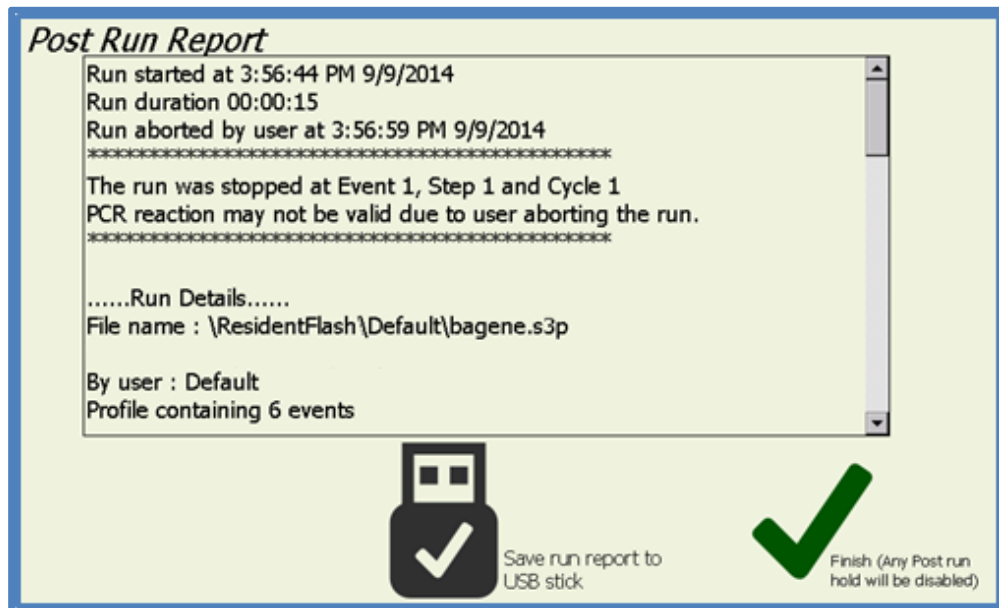 Post Run Report
Run started at 3:56:44 PM 9/9/2014
Run duration 00:00:15
Run aborted by user at 3:56:59 PM 9/9/2014
******************************************
The run was stopped at Event 1, Step 1 and Cycle 1
PCR reaction may not be valid due to user aborting the run.
******************************************
......Run Details......
File name : \ResidentFlash\Default\bagene.s3p
By user : Default
Profile containing 6 events
Save run report to
USB stick
Finish (Any Post run
hold will be disabled)